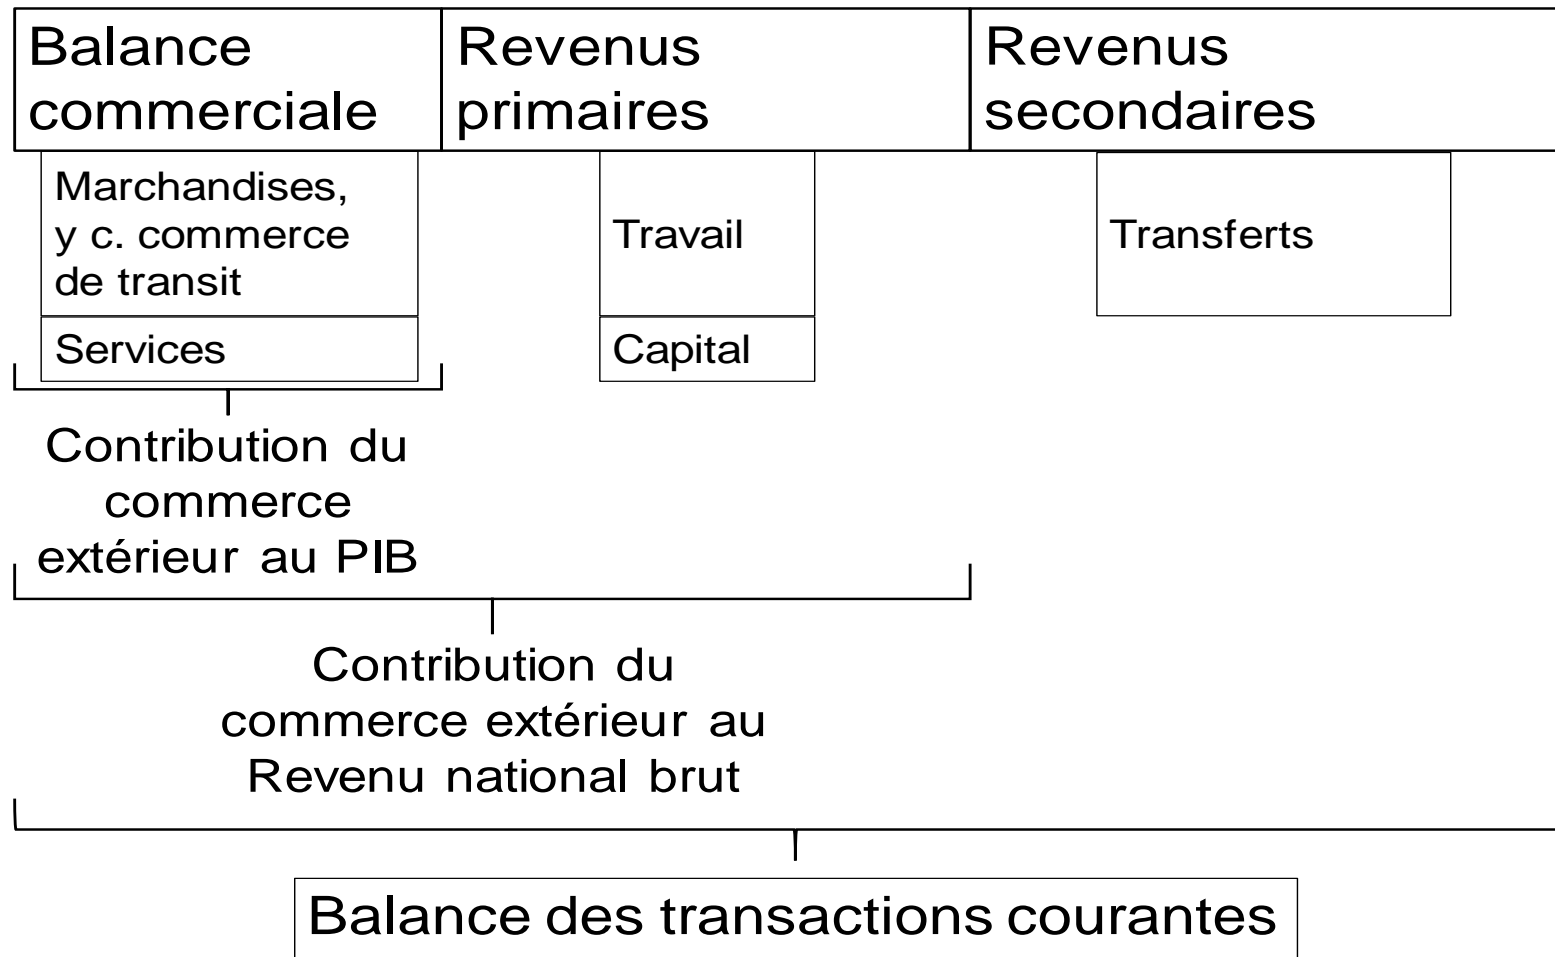 Balance
commerciale
Revenus
primaires
Revenus
secondaires
Marchandises,
y c. commerce
de transit
Travail
Transferts
Services
Capital
Contribution du
commerce
extérieur au PIB
Contribution du
commerce extérieur au
Revenu national brut
Balance des transactions courantes